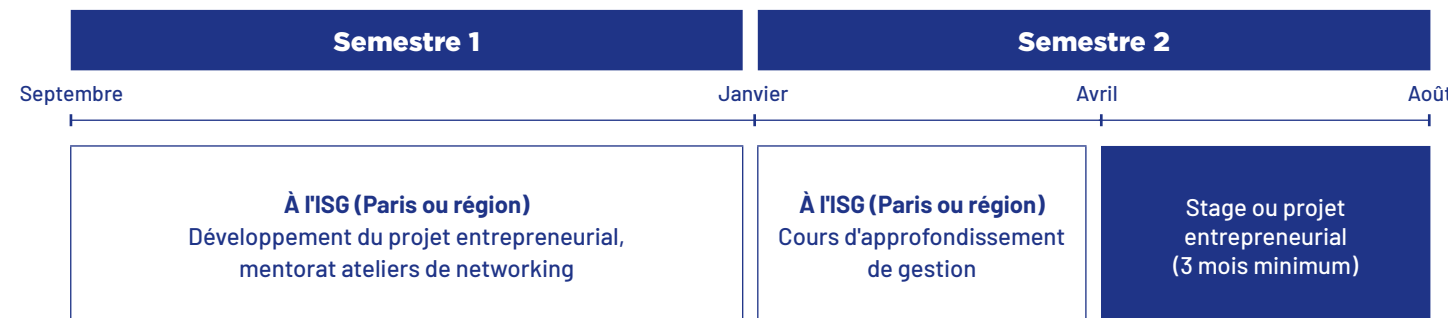 Semestre 1
Semestre 2
Septembre
Janvier
Avril
Août
À l'ISG (Paris ou région)
Développement du projet entrepreneurial,
mentorat ateliers de networking
À l'ISG (Paris ou région)
Cours d'approfondissement
de gestion
Stage ou projet
entrepreneurial
(3 mois minimum)